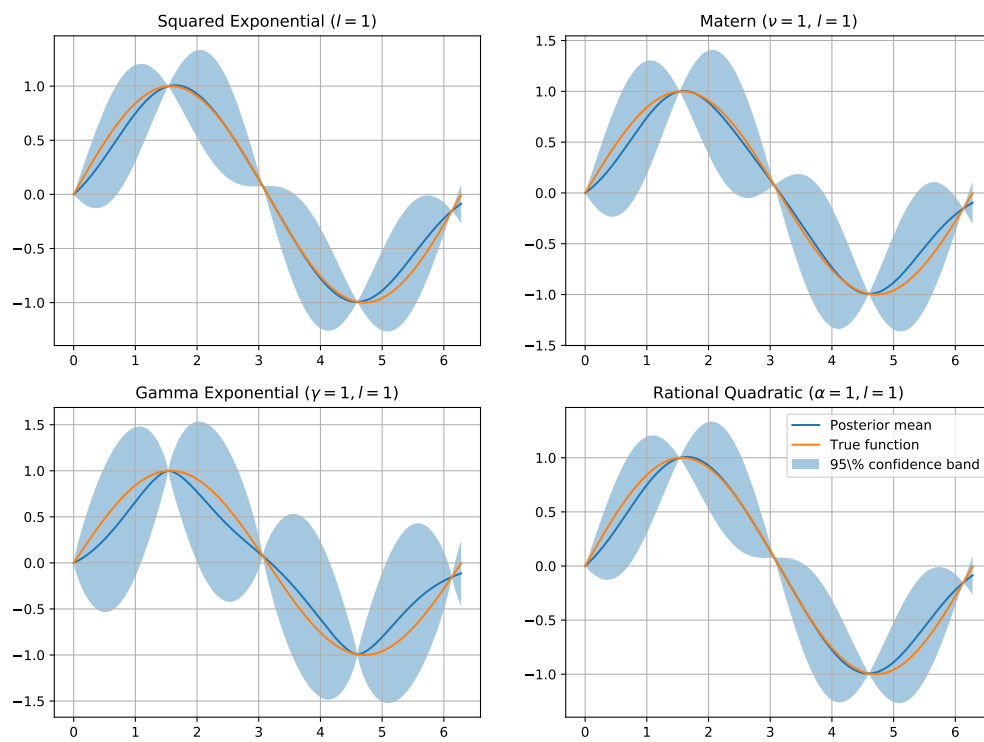 Squared Exponential (l = 1)
1.0
0.5
0.0
−0.5
−1.0
0 1 2 3 4 5 6
Matern (ν = 1, l = 1)
1.5
1.0
0.5
0.0
−0.5
−1.0
−1.5
0 1 2 3 4 5 6
Gamma Exponential (γ = 1, l = 1)
1.5
1.0
0.5
0.0
−0.5
−1.0
−1.5
0 1 2 3 4 5 6
Rational Quadratic (α = 1, l = 1)
Posterior mean
True function
95\% confidence band
1.0
0.5
0.0
−0.5
−1.0
0 1 2 3 4 5 6